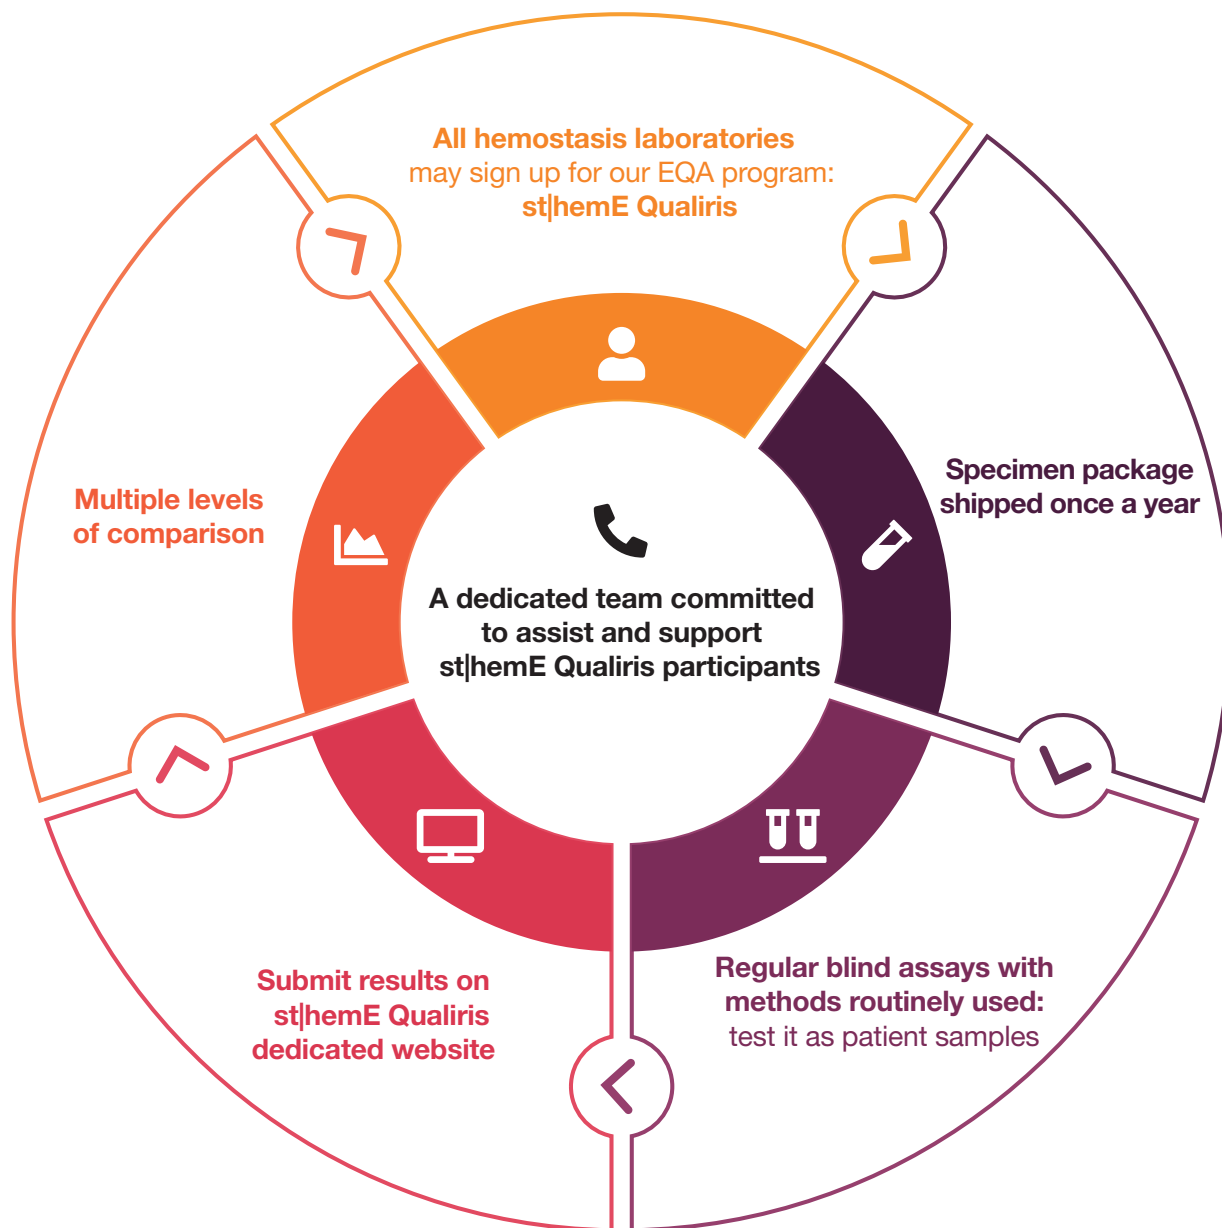 All hemostasis laboratories
may sign up for our EQA program:
st|hemE Qualiris
Specimen package
shipped once a year
Regular blind assays with
methods routinely used:
test it as patient samples
Submit results on
st|hemE Qualiris
dedicated website
Multiple levels
of comparison
A dedicated team committed
to assist and support
st|hemE Qualiris participants